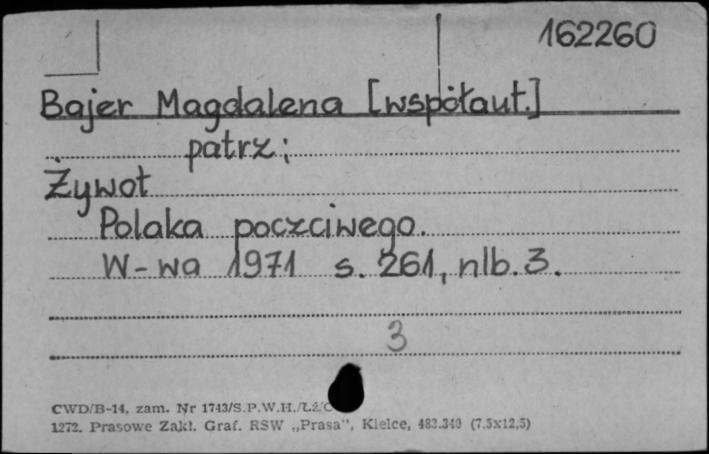 162260
Bajer Magdalena [współaut.]
patrz:
Żywot
Polaka poczciwego.
W-wa 1971 s. 261, nlb. 3.
3
CWD/B-14, zam. Nr 1743/S.P.W.H./Łź/C
1272. Prasowe Zakł. Graf. RSW „Prasa”, Kielce, 483.340 (7,5x12,5)